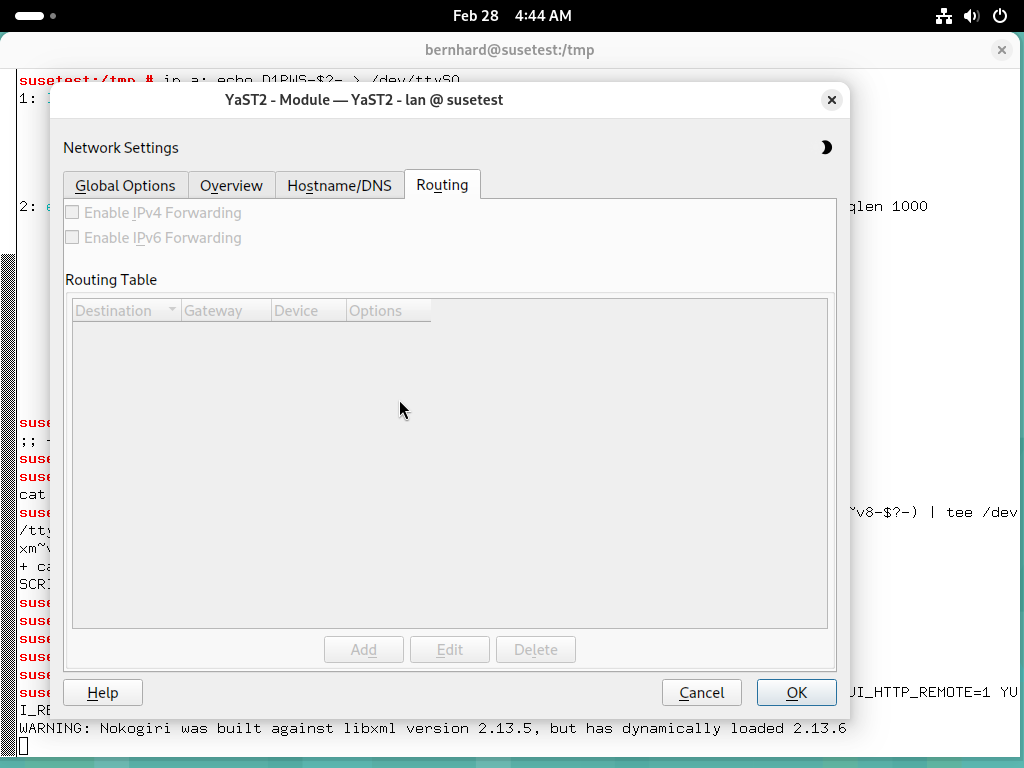 Feb 28 4:44 AM
bernhard@susetest:/tmp
susetest:/tmp # ip a; echo D1PWS-$?- > /dev/ttyS0
1:
YaST2 - Module — YaST2 - lan @ susetest
Network Settings
Global Options Overview Hostname/DNS Routing
2: qlen 1000
Enable IPv4 Forwarding
Enable IPv6 Forwarding
Routing Table
Destination Gateway Device Options
suse
;; -
suse
suse
cat
suse ~v8-$?-) | tee /dev
/tty
xm~v
+ ca
SCRI
suse
suse
suse
suse
suse
Add Edit Delete
suse UI_HTTP_REMOTE=1 YU
I_RE
Help Cancel OK
WARNING: Nokogiri was built against libxml version 2.13.5, but has dynamically loaded 2.13.6